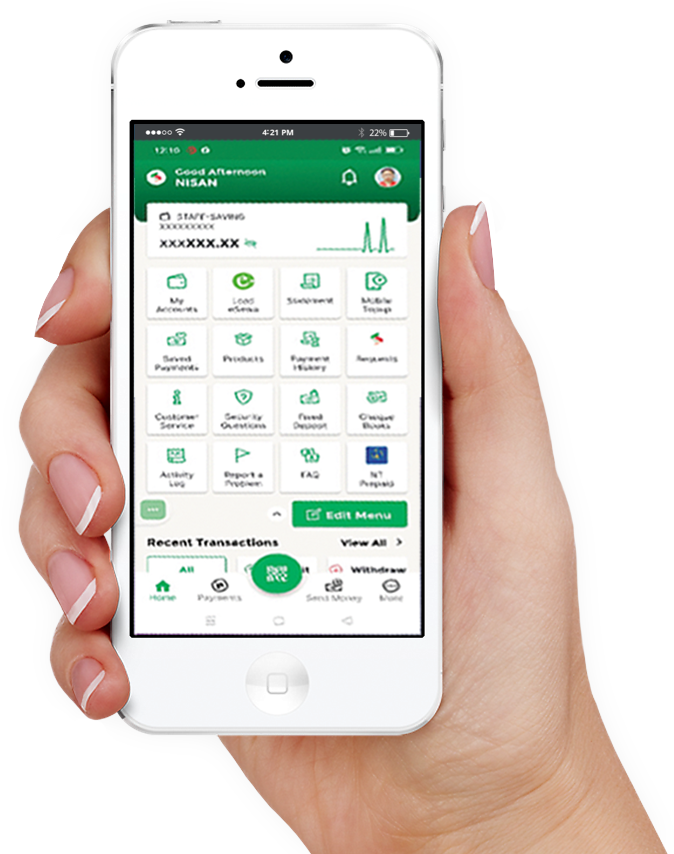 4:21 PM 22%
12:10
Good Afternoon
NISAN
STAFF-SAVING
XXXXXXXXXX
XXXXXX.XX
My Accounts
Load eSewa
Statement
Mobile Topup
Saved Payments
Products
Payment History
Requests
Customer Service
Security Questions
Fixed Deposit
Cheque Books
Activity Log
Report a Problem
FAQ
NT Prepaid
Edit Menu
Recent Transactions View All >
All
Withdraw
Home Payments Send Money More